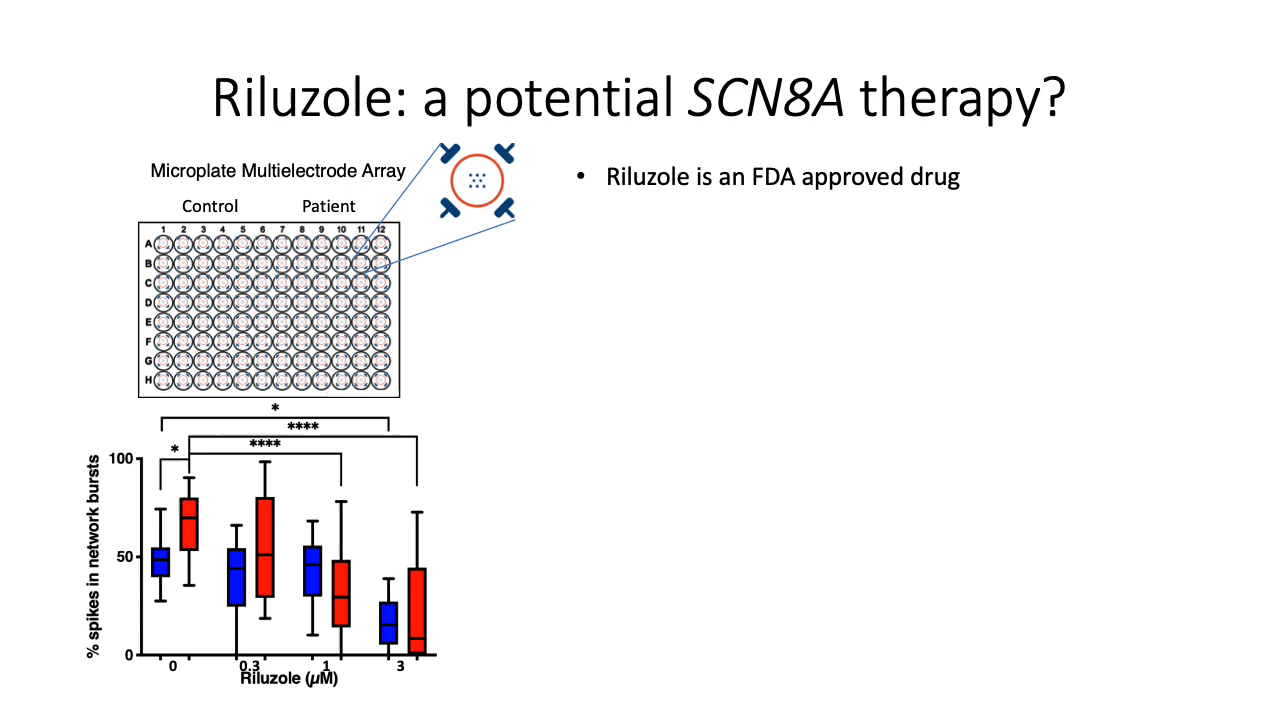 Riluzole: a potential SCN8A therapy?
Microplate Multielectrode Array
Control Patient
1 2 3 4 5 6 7 8 9 10 11 12
A
B
C
D
E
F
G
H
• Riluzole is an FDA approved drug
*
****
* ****
% spikes in network bursts
100
50
0
0 0.3 1 3
Riluzole (µM)